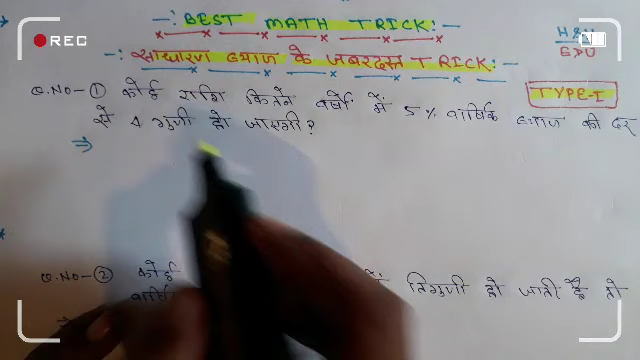 REC
-: BEST MATH TRICK:-
H&N
EDU
-: साधारण ब्याज के जबरदस्त TRICK:-
TYPE-I
Q.No-① कोई राशि कितने वर्षों में 5% वार्षिक ब्याज की दर
से 4 गुणी हो जाएगी?
Q.No-② कोई में तिगुणी हो जाती है तो